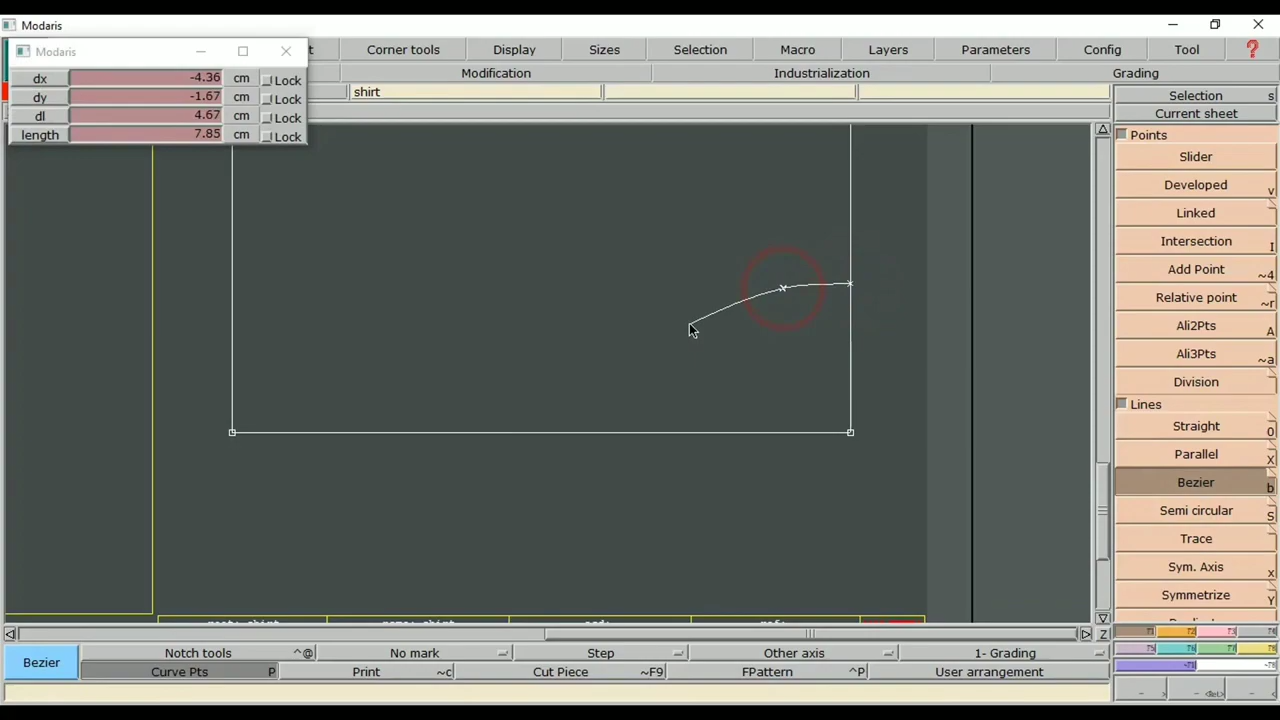 Modaris
Modaris
Corner tools
Display
Sizes
Selection
Macro
Layers
Parameters
Config
Tool
?
dx -4.36 cm Lock
dy -1.67 cm Lock
dl 4.67 cm Lock
length 7.85 cm Lock
Modification
Industrialization
Grading
shirt
Selection s
Current sheet
Points
Slider
Developed v
Linked
Intersection I
Add Point ~4
Relative point ~r
Ali2Pts A
Ali3Pts ~a
Division
Lines
Straight 0
Parallel X
Bezier b
Semi circular S
Trace
Sym. Axis x
Symmetrize Y
Z
Bezier
Notch tools ^@
No mark
Step
Other axis
1- Grading
Curve Pts P
Print ~c
Cut Piece ~F9
FPattern ^P
User arrangement